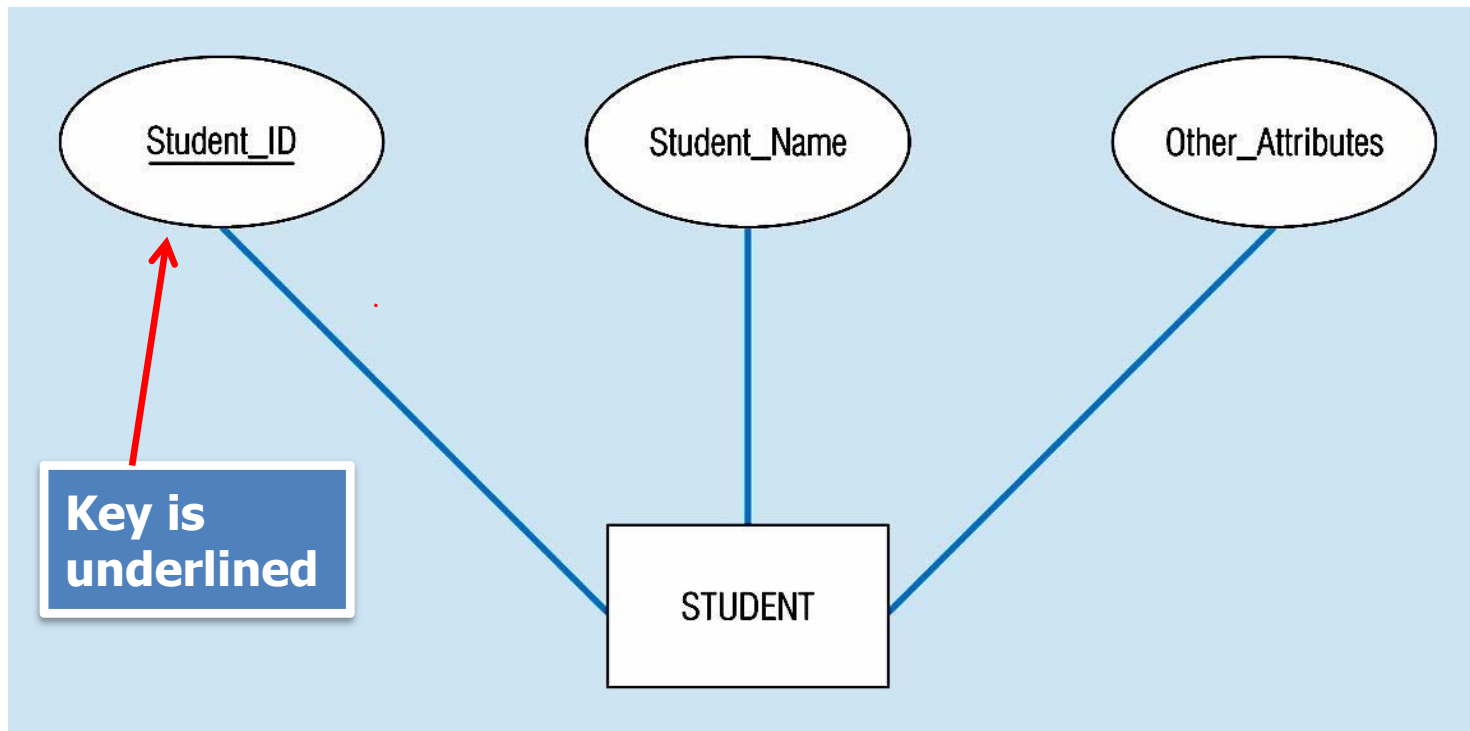 Student_ID
Student_Name
Other_Attributes
Key is
underlined
STUDENT